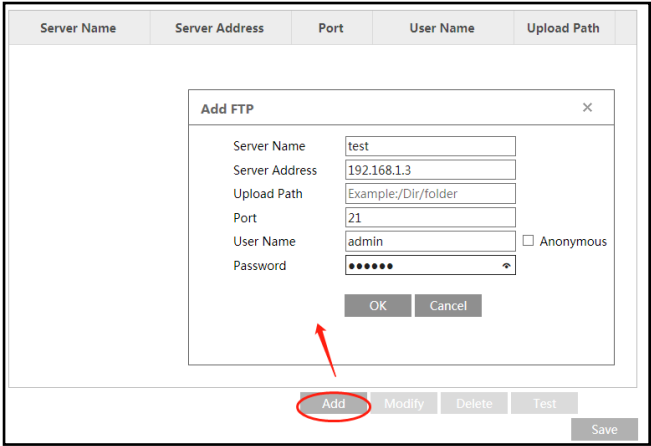 Server Name Server Address Port User Name Upload Path
Add FTP ×
Server Name test
Server Address 192.168.1.3
Upload Path Example:/Dir/folder
Port 21
User Name admin Anonymous
Password ●●●●●●
OK Cancel
Add Modify Delete Test
Save